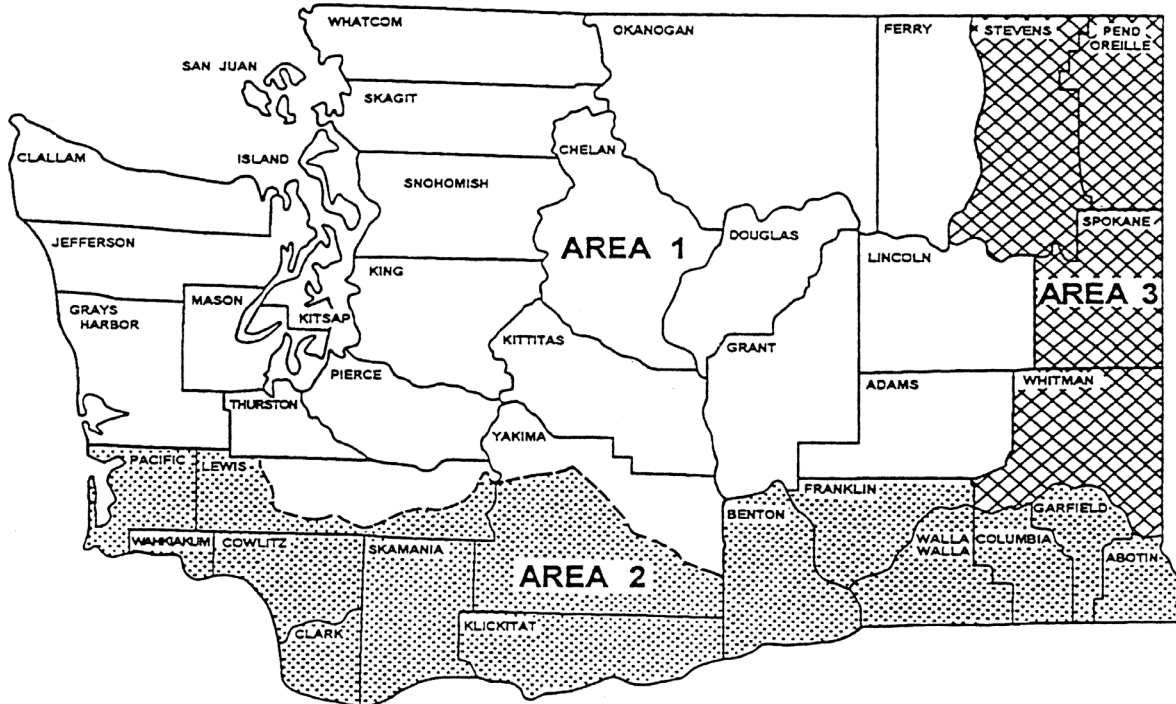 WHATCOM
OKANOGAN
FERRY
STEVENS
PEND
OREILLE
SAN JUAN
SKAGIT
CHELAN
CLALLAM
ISLAND
SNOHOMISH
SPOKANE
JEFFERSON
DOUGLAS
AREA 1
LINCOLN
KING
MASON
AREA 3
GRAYS
HARBOR
KITSAP
KITTITAS
GRANT
PIERCE
WHITMAN
ADAMS
THURSTON
YAKIMA
PACIFIC
LEWIS
FRANKLIN
BENTON
GARFIELD
WAHKIAKUM
COWLITZ
SKAMANIA
WALLA
WALLA
COLUMBIA
ABOTIN
AREA 2
CLARK
KLICKITAT